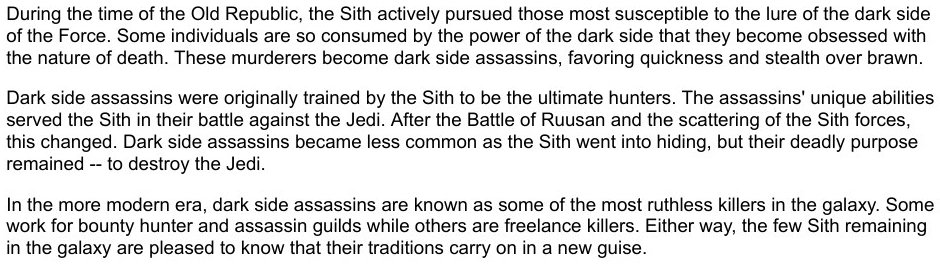 During the time of the Old Republic, the Sith actively pursued those most susceptible to the lure of the dark side
of the Force. Some individuals are so consumed by the power of the dark side that they become obsessed with
the nature of death. These murderers become dark side assassins, favoring quickness and stealth over brawn.
Dark side assassins were originally trained by the Sith to be the ultimate hunters. The assassins' unique abilities
served the Sith in their battle against the Jedi. After the Battle of Ruusan and the scattering of the Sith forces,
this changed. Dark side assassins became less common as the Sith went into hiding, but their deadly purpose
remained -- to destroy the Jedi.
In the more modern era, dark side assassins are known as some of the most ruthless killers in the galaxy. Some
work for bounty hunter and assassin guilds while others are freelance killers. Either way, the few Sith remaining
in the galaxy are pleased to know that their traditions carry on in a new guise.